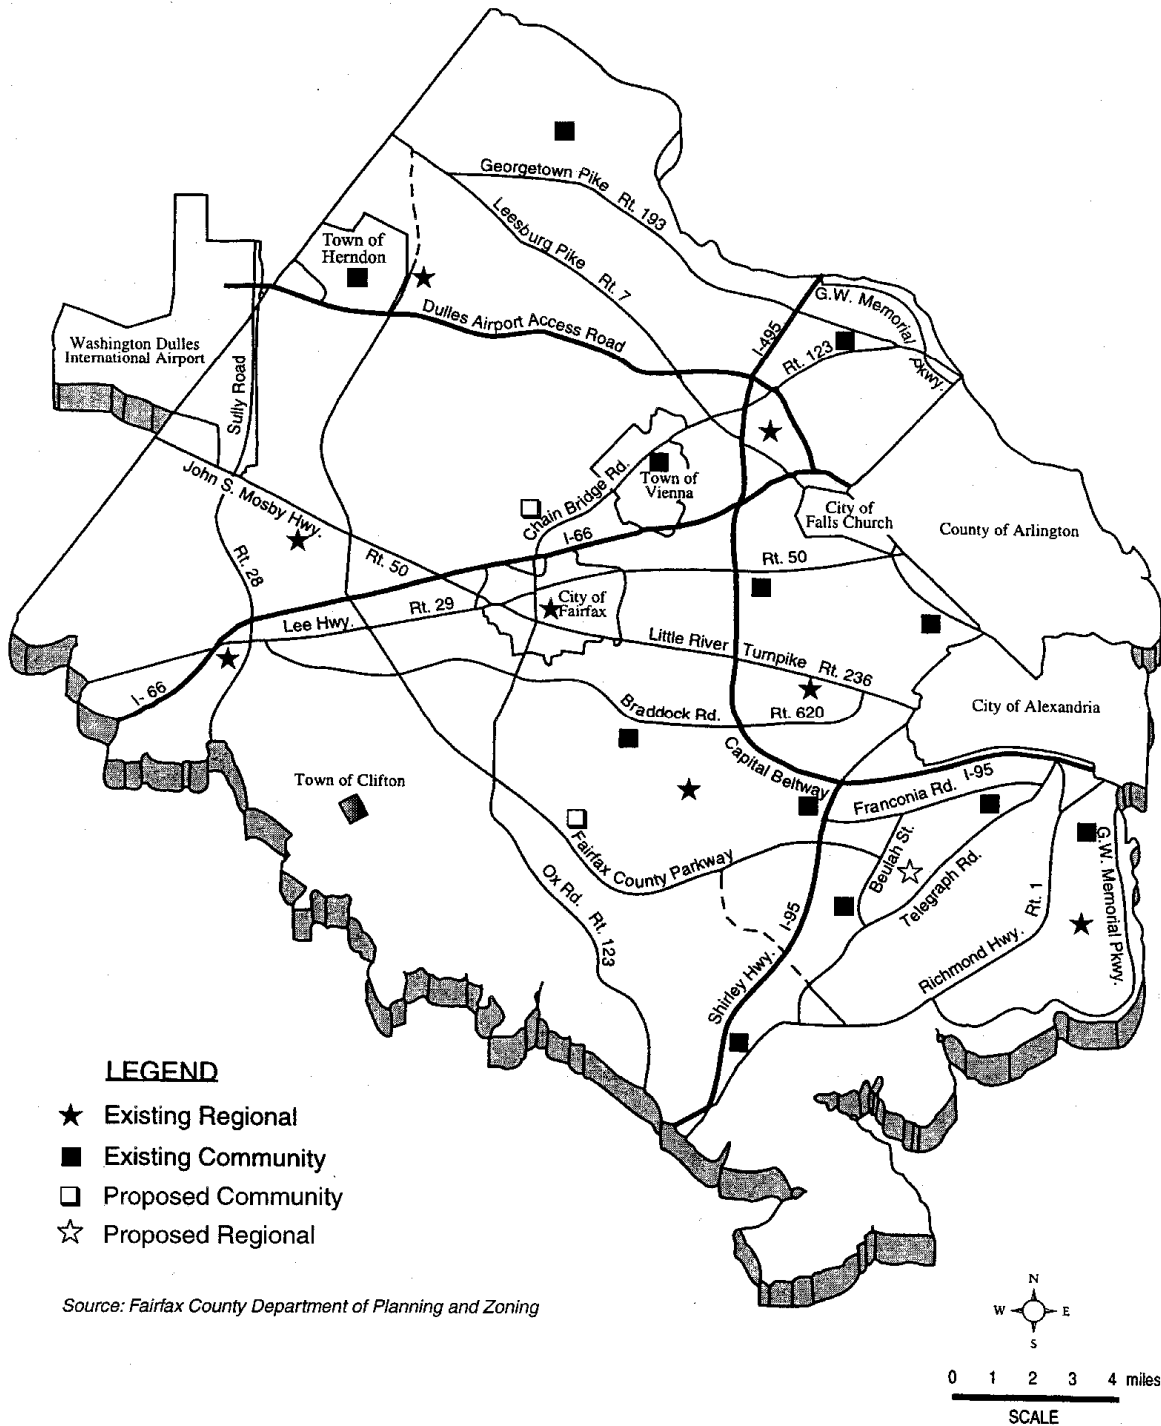 Georgetown Pike Rt. 193
Leesburg Pike Rt. 7
Town of
Herndon
G.W. Memorial Pkwy.
Dulles Airport Access Road
I-495
Rt. 123
Washington Dulles
International Airport
Sully Road
John S. Mosby Hwy.
Rt. 50
Chain Bridge Rd.
Town of
Vienna
City of
Falls Church
County of Arlington
I-66
Rt. 50
Rt. 28
Rt. 29
Lee Hwy.
City of
Fairfax
Little River Turnpike Rt. 236
I- 66
Braddock Rd.
Rt. 620
City of Alexandria
Capital Beltway
I-95
Franconia Rd.
Town of Clifton
Fairfax County Parkway
Beulah St.
Telegraph Rd.
G.W. Memorial Pkwy.
Ox Rd. Rt. 123
Rt. 1
I-95
Shirley Hwy.
Richmond Hwy.
LEGEND
Existing Regional
Existing Community
Proposed Community
Proposed Regional
Source: Fairfax County Department of Planning and Zoning
N
W E
S
0 1 2 3 4 miles
SCALE